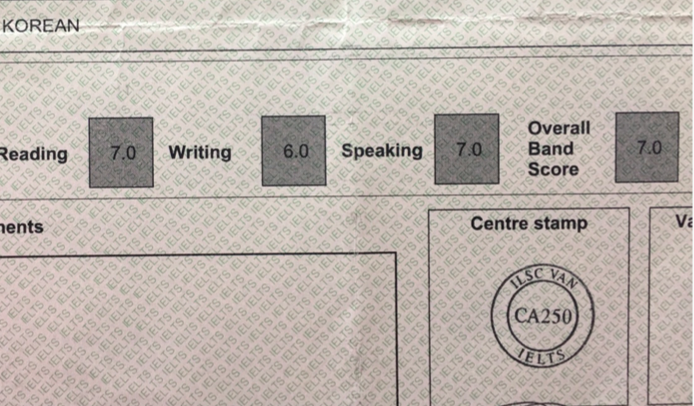 KOREAN
Reading 7.0 Writing 6.0 Speaking 7.0 Overall Band Score 7.0
ments
Centre stamp
Va
ILSC VAN
CA250
IELTS